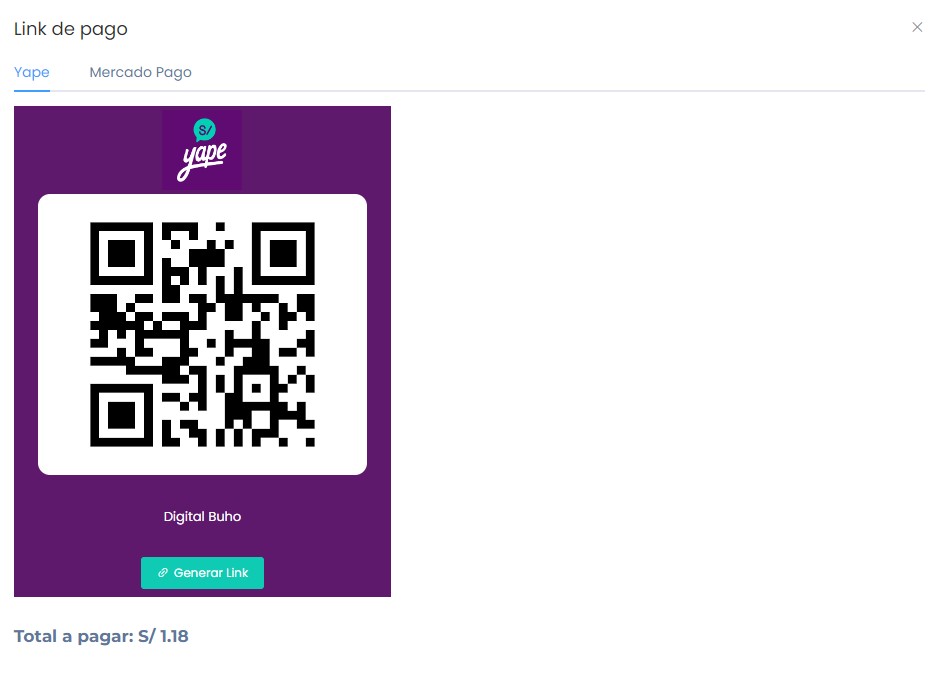 Link de pago
Yape
Mercado Pago
S/
yape
Digital Buho
Generar Link
Total a pagar: S/ 1.18